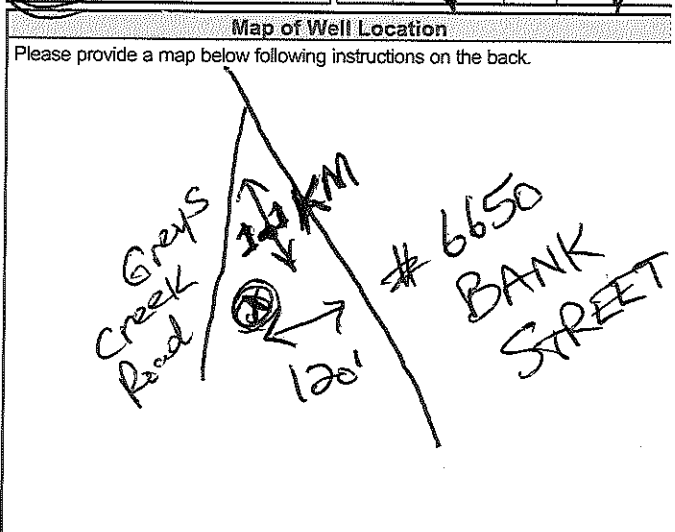 Map of Well Location
Please provide a map below following instructions on the back.
Greys
Creek
Road
KM
120'
# 6650
BANK
STREET